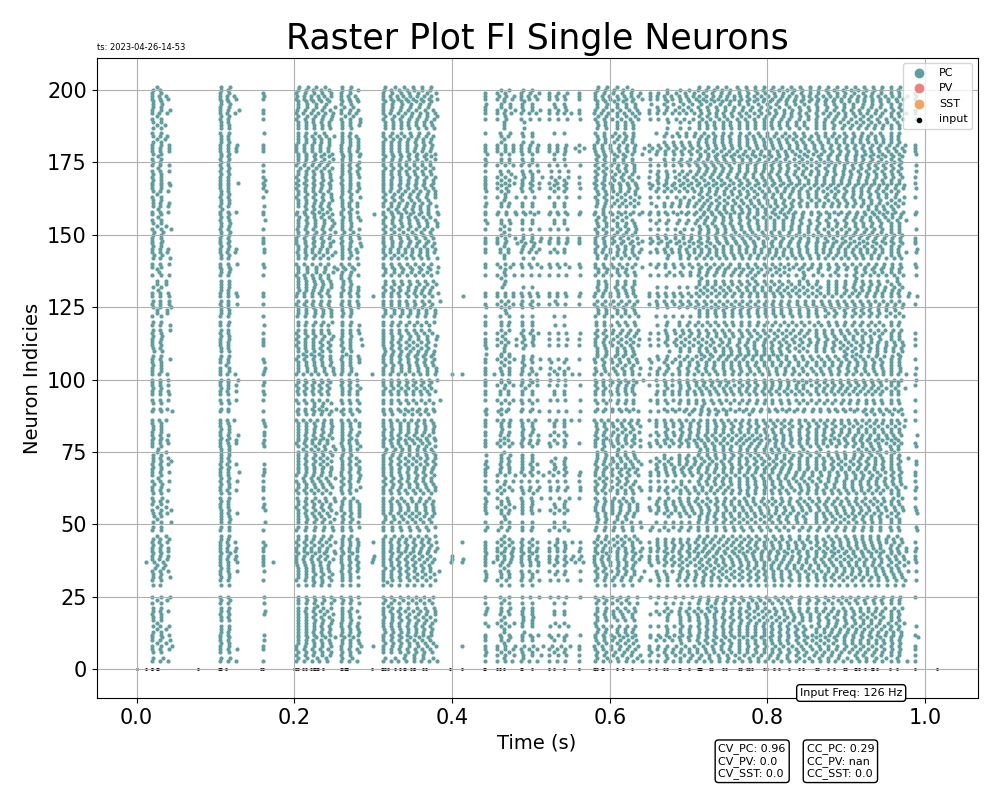 Raster Plot FI Single Neurons
ts: 2023-04-26-14-53
PC
PV
SST
input
200
175
150
125
100
75
50
25
0
Neuron Indicies
0.0 0.2 0.4 0.6 0.8 1.0
Time (s)
Input Freq: 126 Hz
CV_PC: 0.96
CV_PV: 0.0
CV_SST: 0.0
CC_PC: 0.29
CC_PV: nan
CC_SST: 0.0